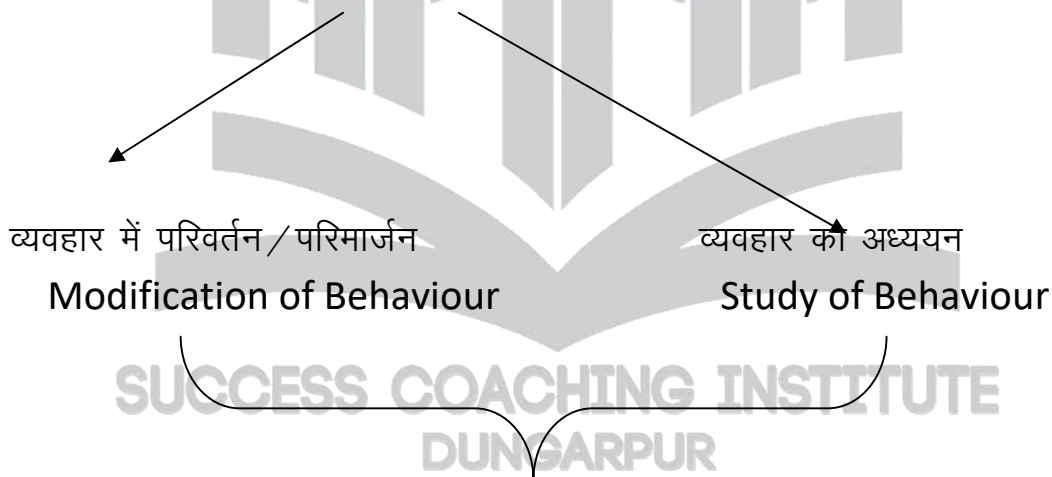 व्यवहार में परिवर्तन/परिमार्जन व्यवहार का अध्ययन
Modification of Behaviour Study of Behaviour
SUCCESS COACHING INSTITUTE
DUNGARPUR